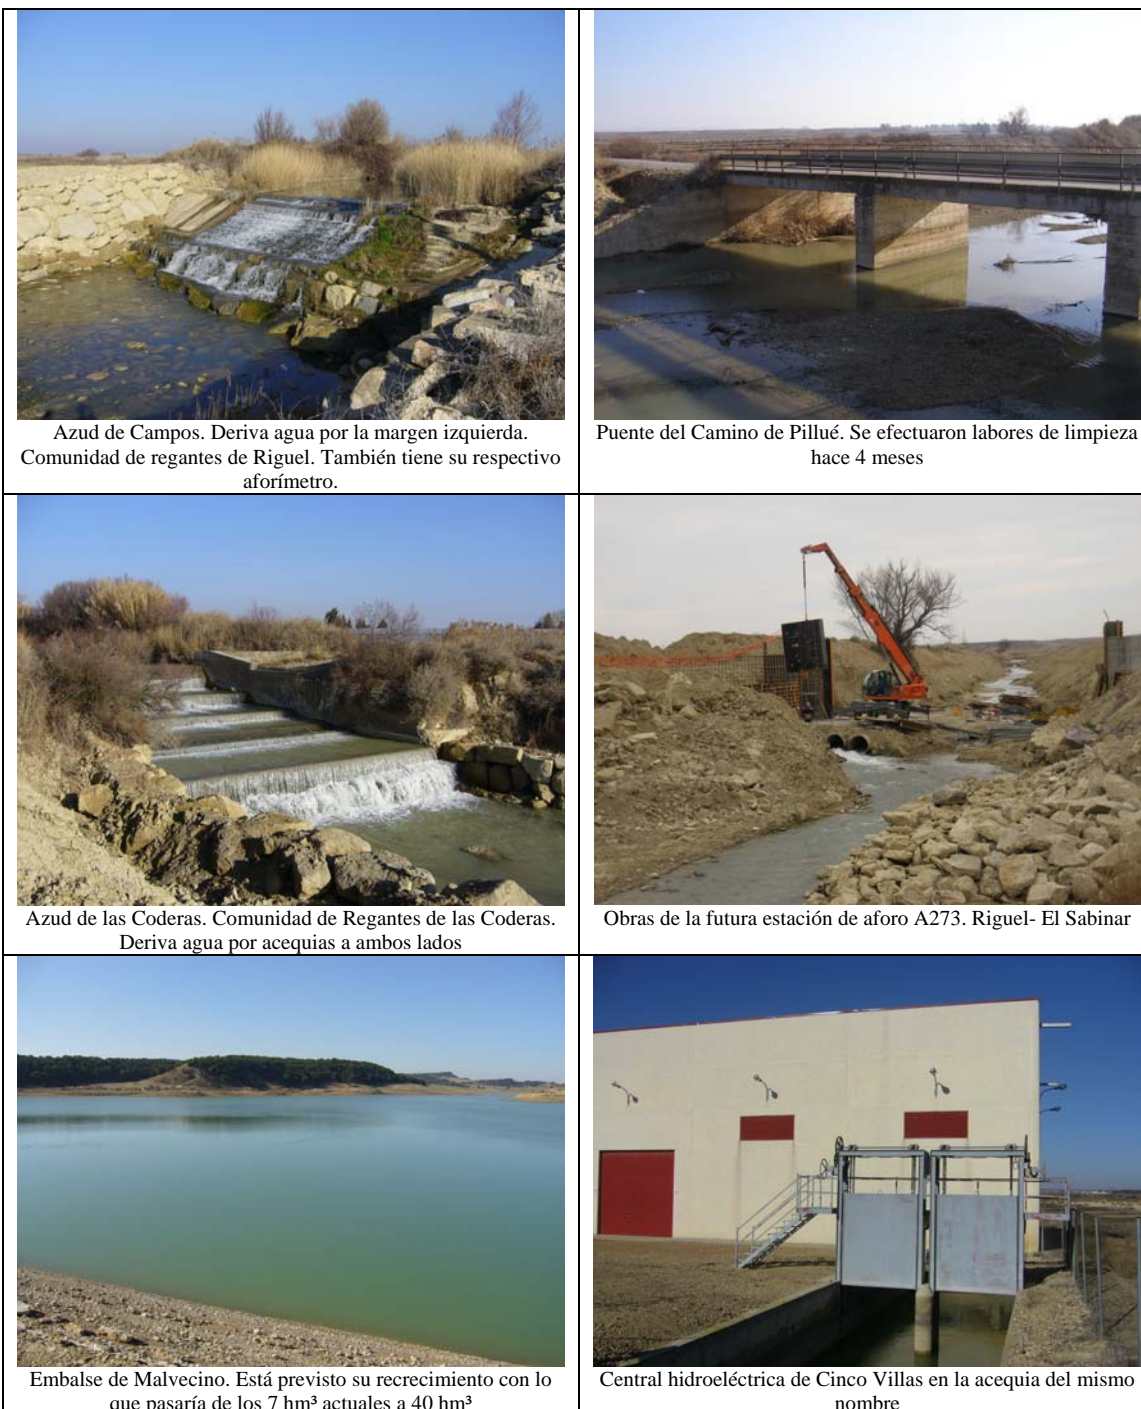 Azud de Campos. Deriva agua por la margen izquierda.
Comunidad de regantes de Riguel. También tiene su respectivo
aforímetro.
Puente del Camino de Pillué. Se efectuaron labores de limpieza
hace 4 meses
Azud de las Coderas. Comunidad de Regantes de las Coderas.
Deriva agua por acequias a ambos lados
Obras de la futura estación de aforo A273. Riguel- El Sabinar
Embalse de Malvecino. Está previsto su recrecimiento con lo
que pasaría de los 7 hm³ actuales a 40 hm³
Central hidroeléctrica de Cinco Villas en la acequia del mismo
nombre